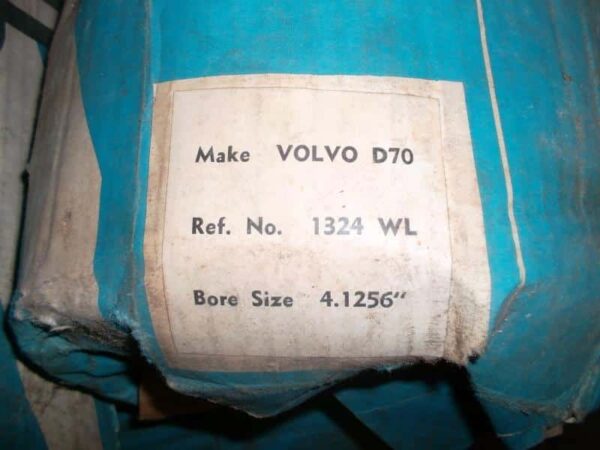 Make VOLVO D70
Ref. No. 1324 WL
Bore Size 4.1256"